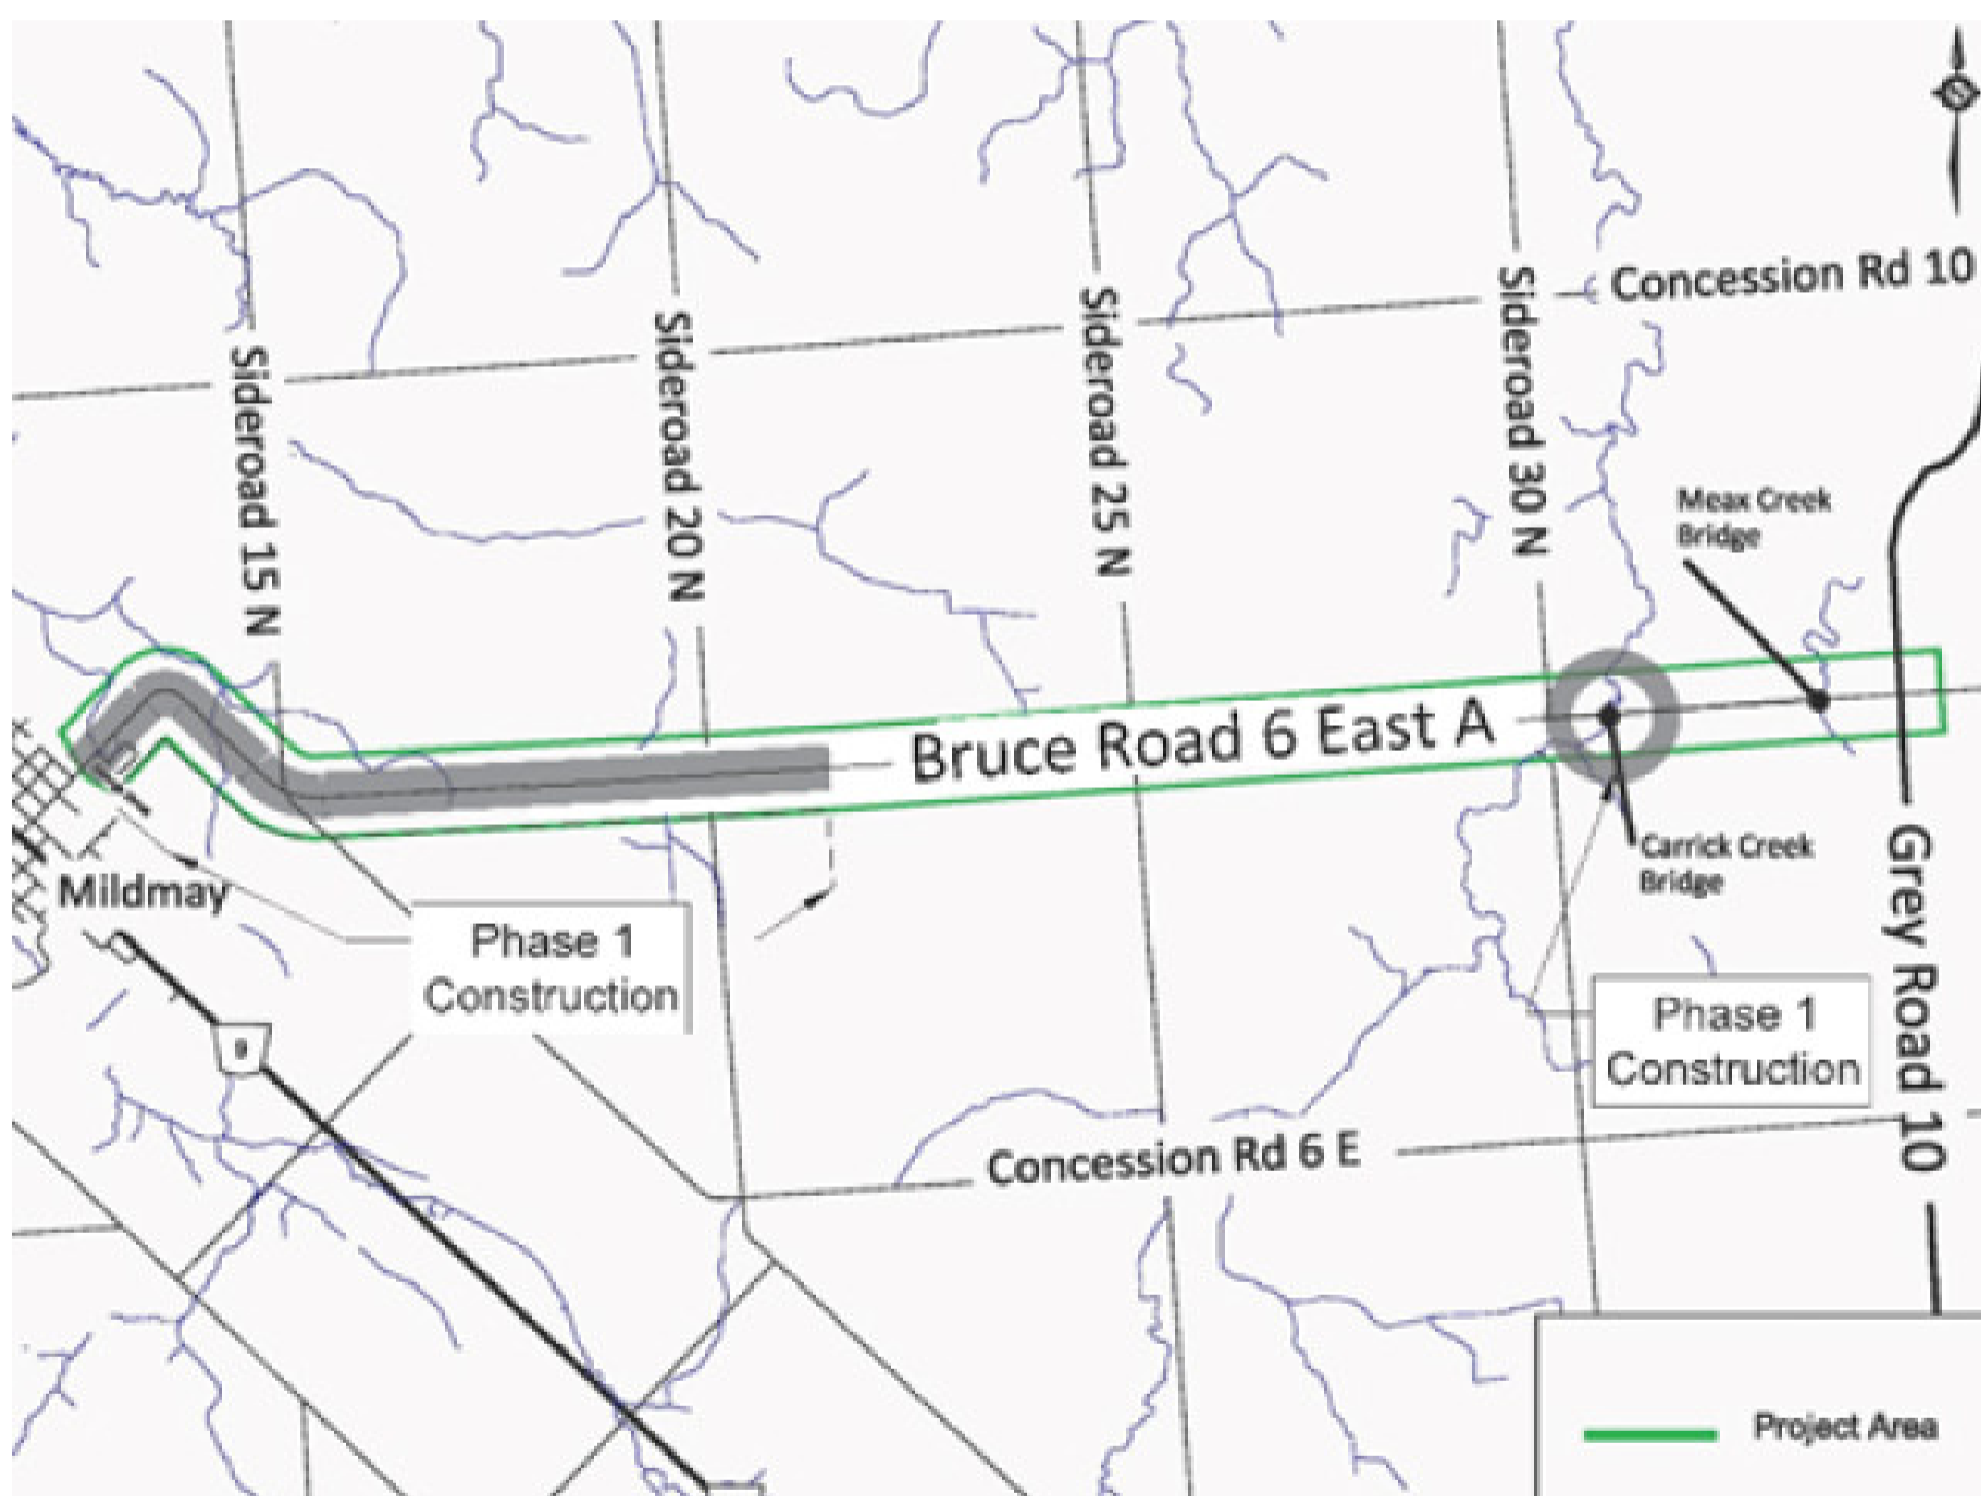 Concession Rd 10
Sideroad 15 N
Sideroad 20 N
Sideroad 25 N
Sideroad 30 N
Meax Creek
Bridge
Bruce Road 6 East A
Carrick Creek
Bridge
Grey Road 10
Mildmay
Phase 1
Construction
Phase 1
Construction
9
Concession Rd 6 E
Project Area